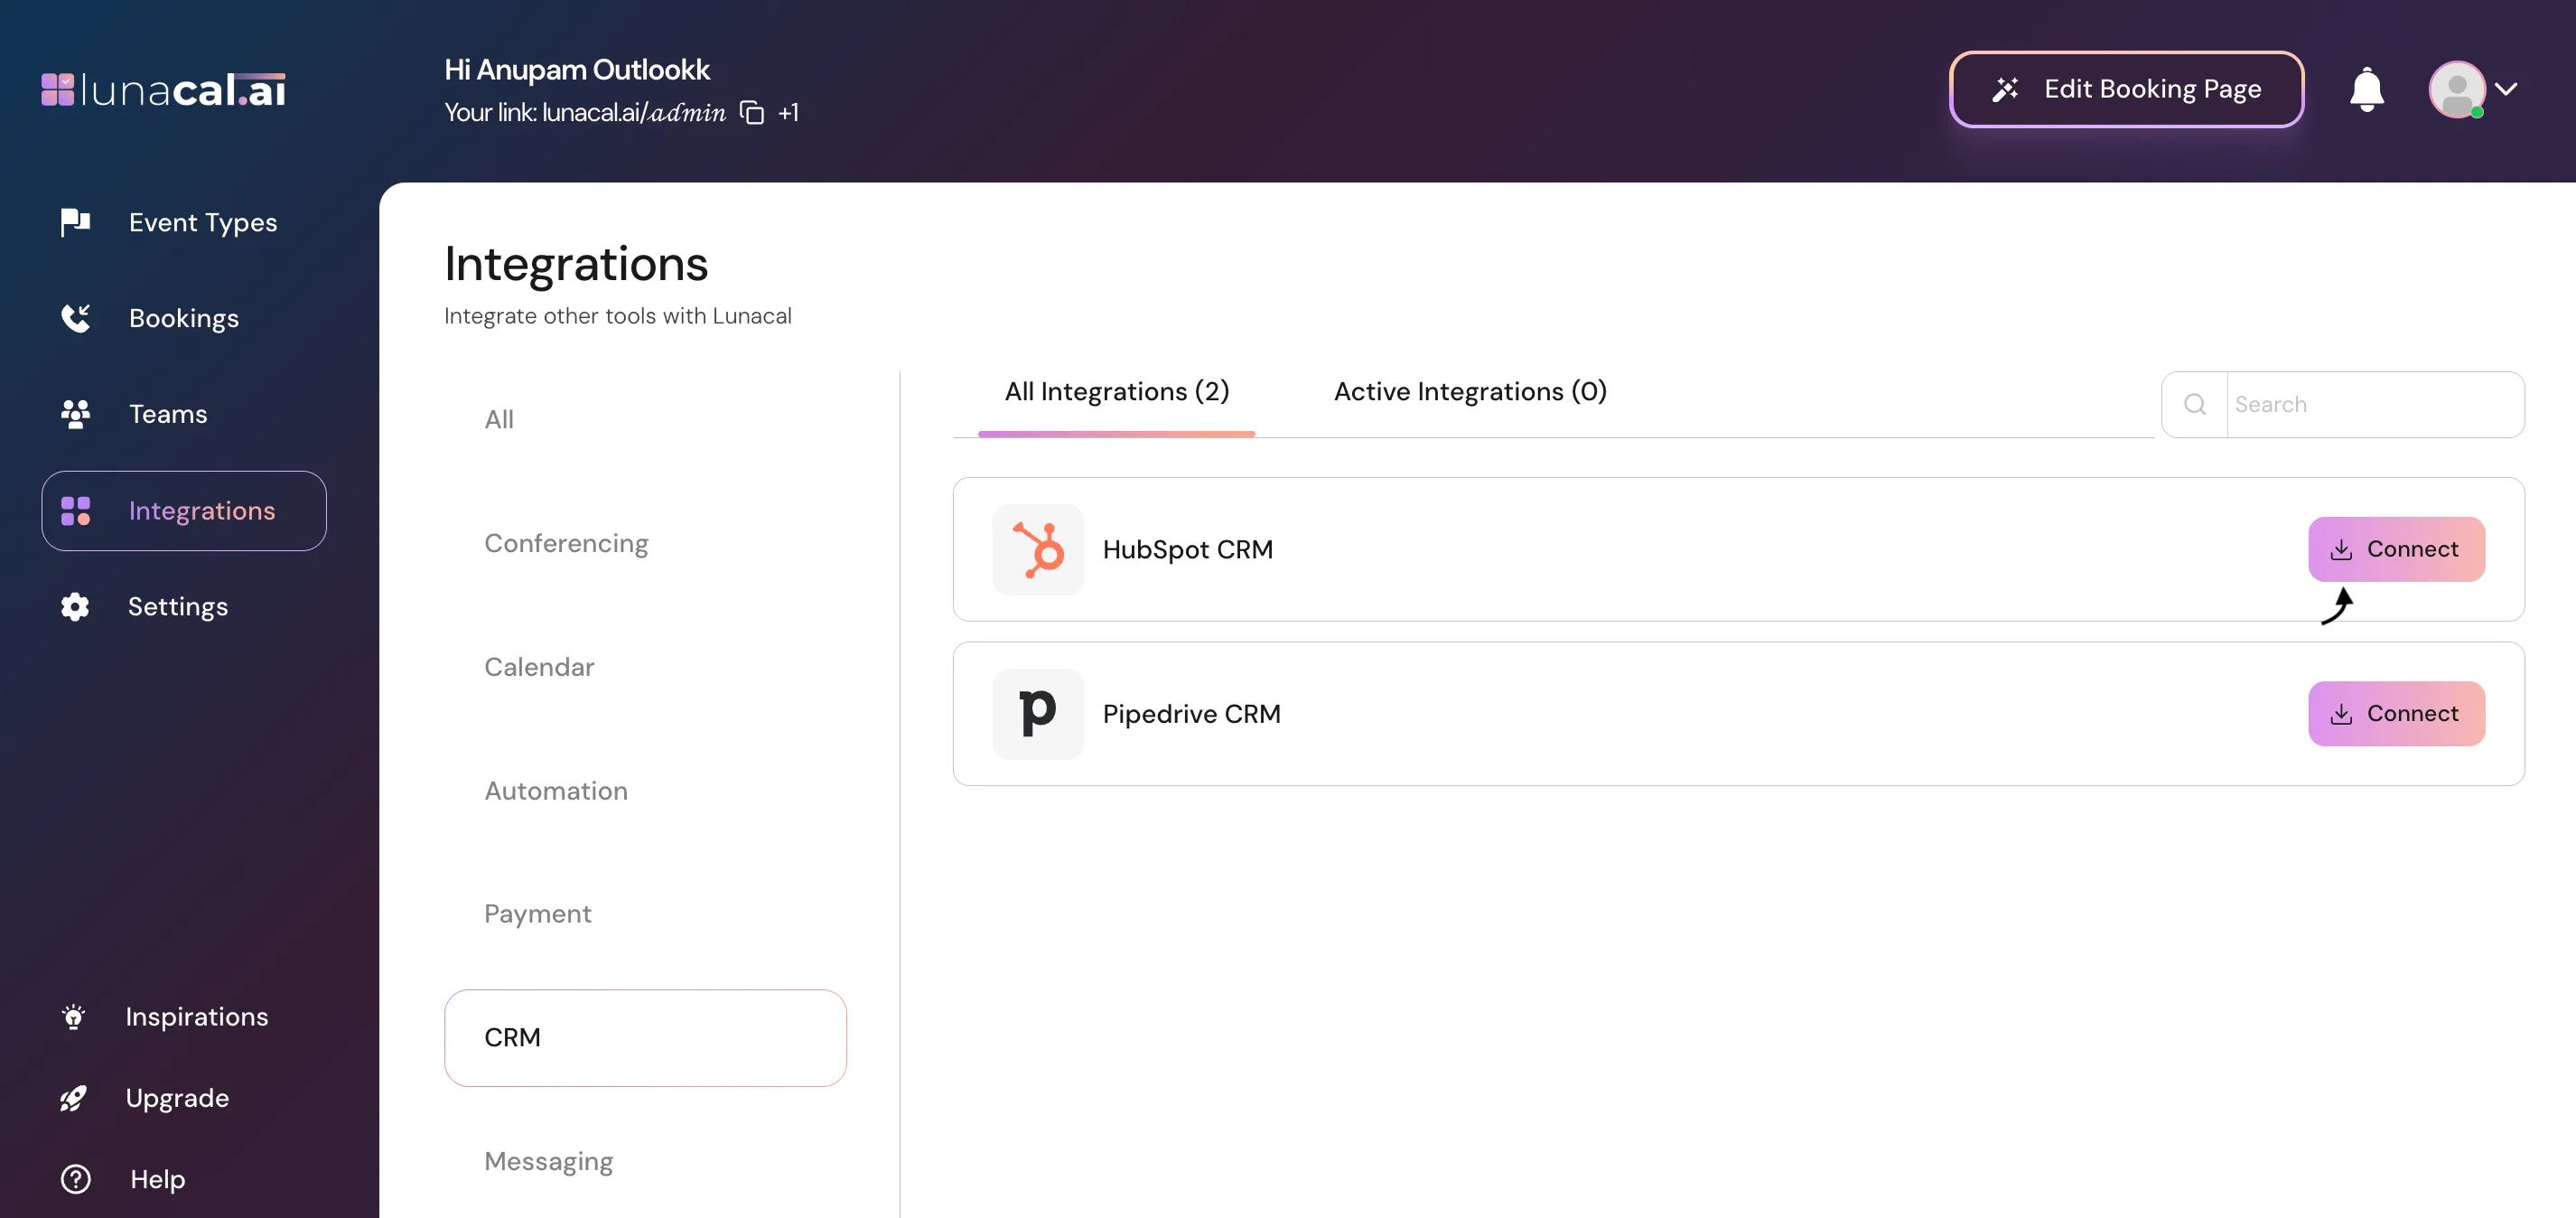 lunacal.ai
Hi Anupam Outlookk
Your link: lunacal.ai/admin +1
Edit Booking Page
Event Types
Bookings
Teams
Integrations
Settings
Inspirations
Upgrade
Help
Integrations
Integrate other tools with Lunacal
All
Conferencing
Calendar
Automation
Payment
CRM
Messaging
All Integrations (2)
Active Integrations (0)
Search
HubSpot CRM
Connect
p
Pipedrive CRM
Connect